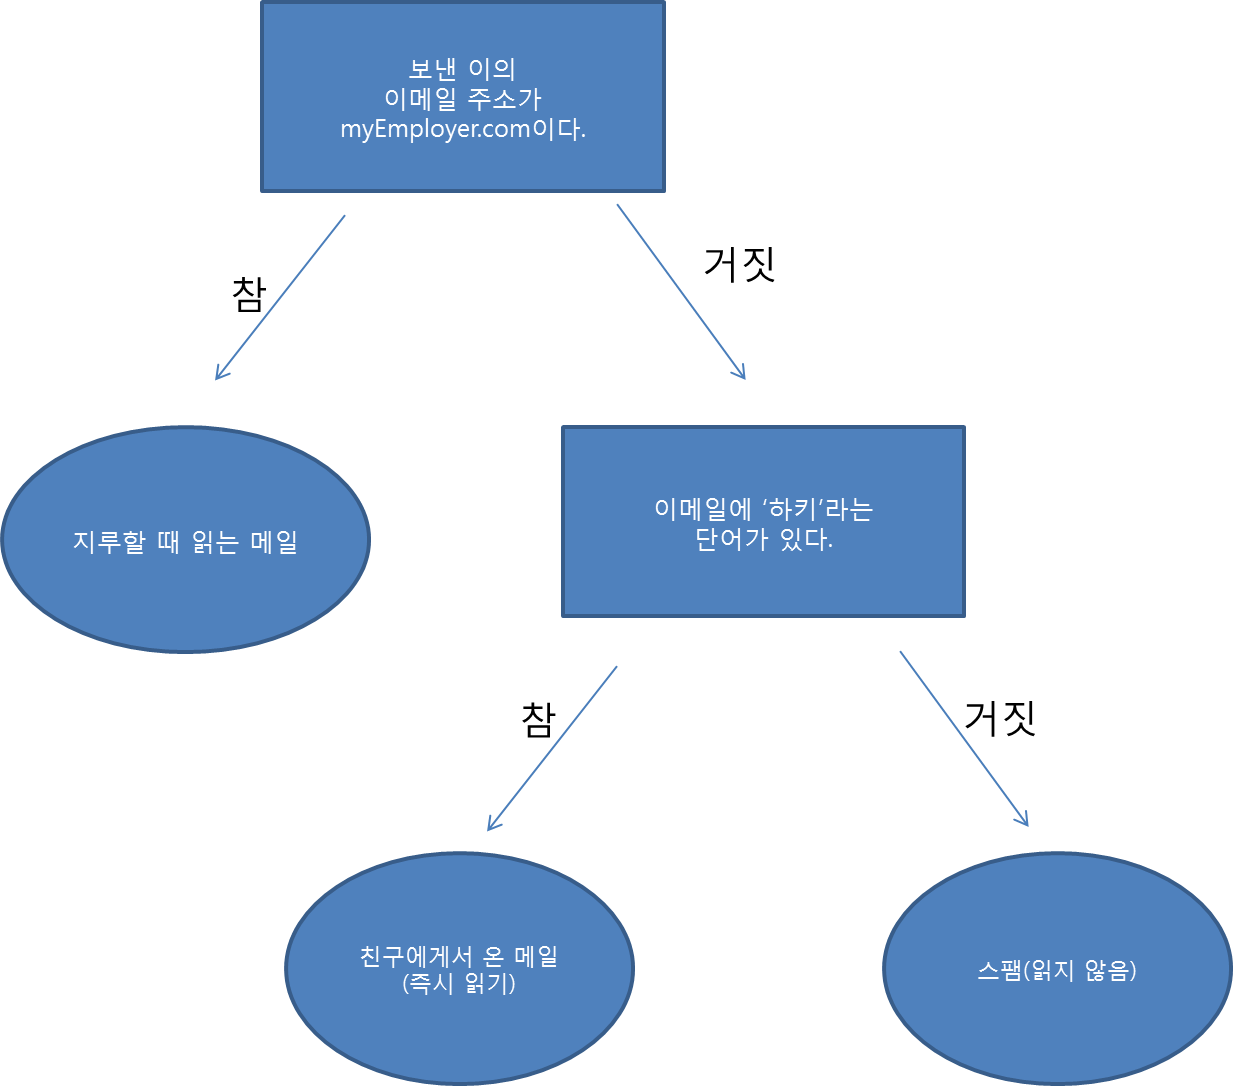 보낸 이의
이메일 주소가
myEmployer.com이다.
참
거짓
지루할 때 읽는 메일
이메일에 ‘하키’라는
단어가 있다.
참
거짓
친구에게서 온 메일
(즉시 읽기)
스팸(읽지 않음)